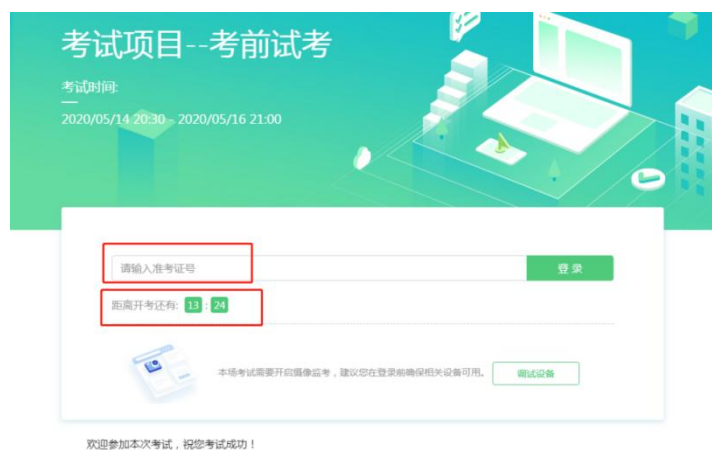 考试项目--考前试考
考试时间:
2020/05/14 20:30 - 2020/05/16 21:00
请输入准考证号
登 录
距离开考还有: 13 : 24
本场考试需要开启摄像监考，建议您在登录前确保相关设备可用。
调试设备
欢迎参加本次考试，祝您考试成功！